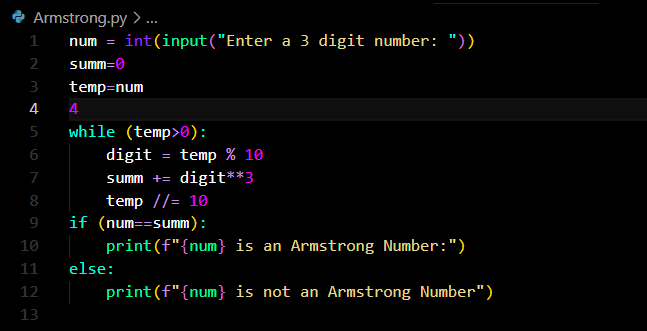 Armstrong.py > ...
1 num = int(input("Enter a 3 digit number: "))
2 summ=0
3 temp=num
4 4
5 while (temp>0):
6     digit = temp % 10
7     summ += digit**3
8     temp //= 10
9 if (num==summ):
10     print(f"{num} is an Armstrong Number:")
11 else:
12     print(f"{num} is not an Armstrong Number")
13